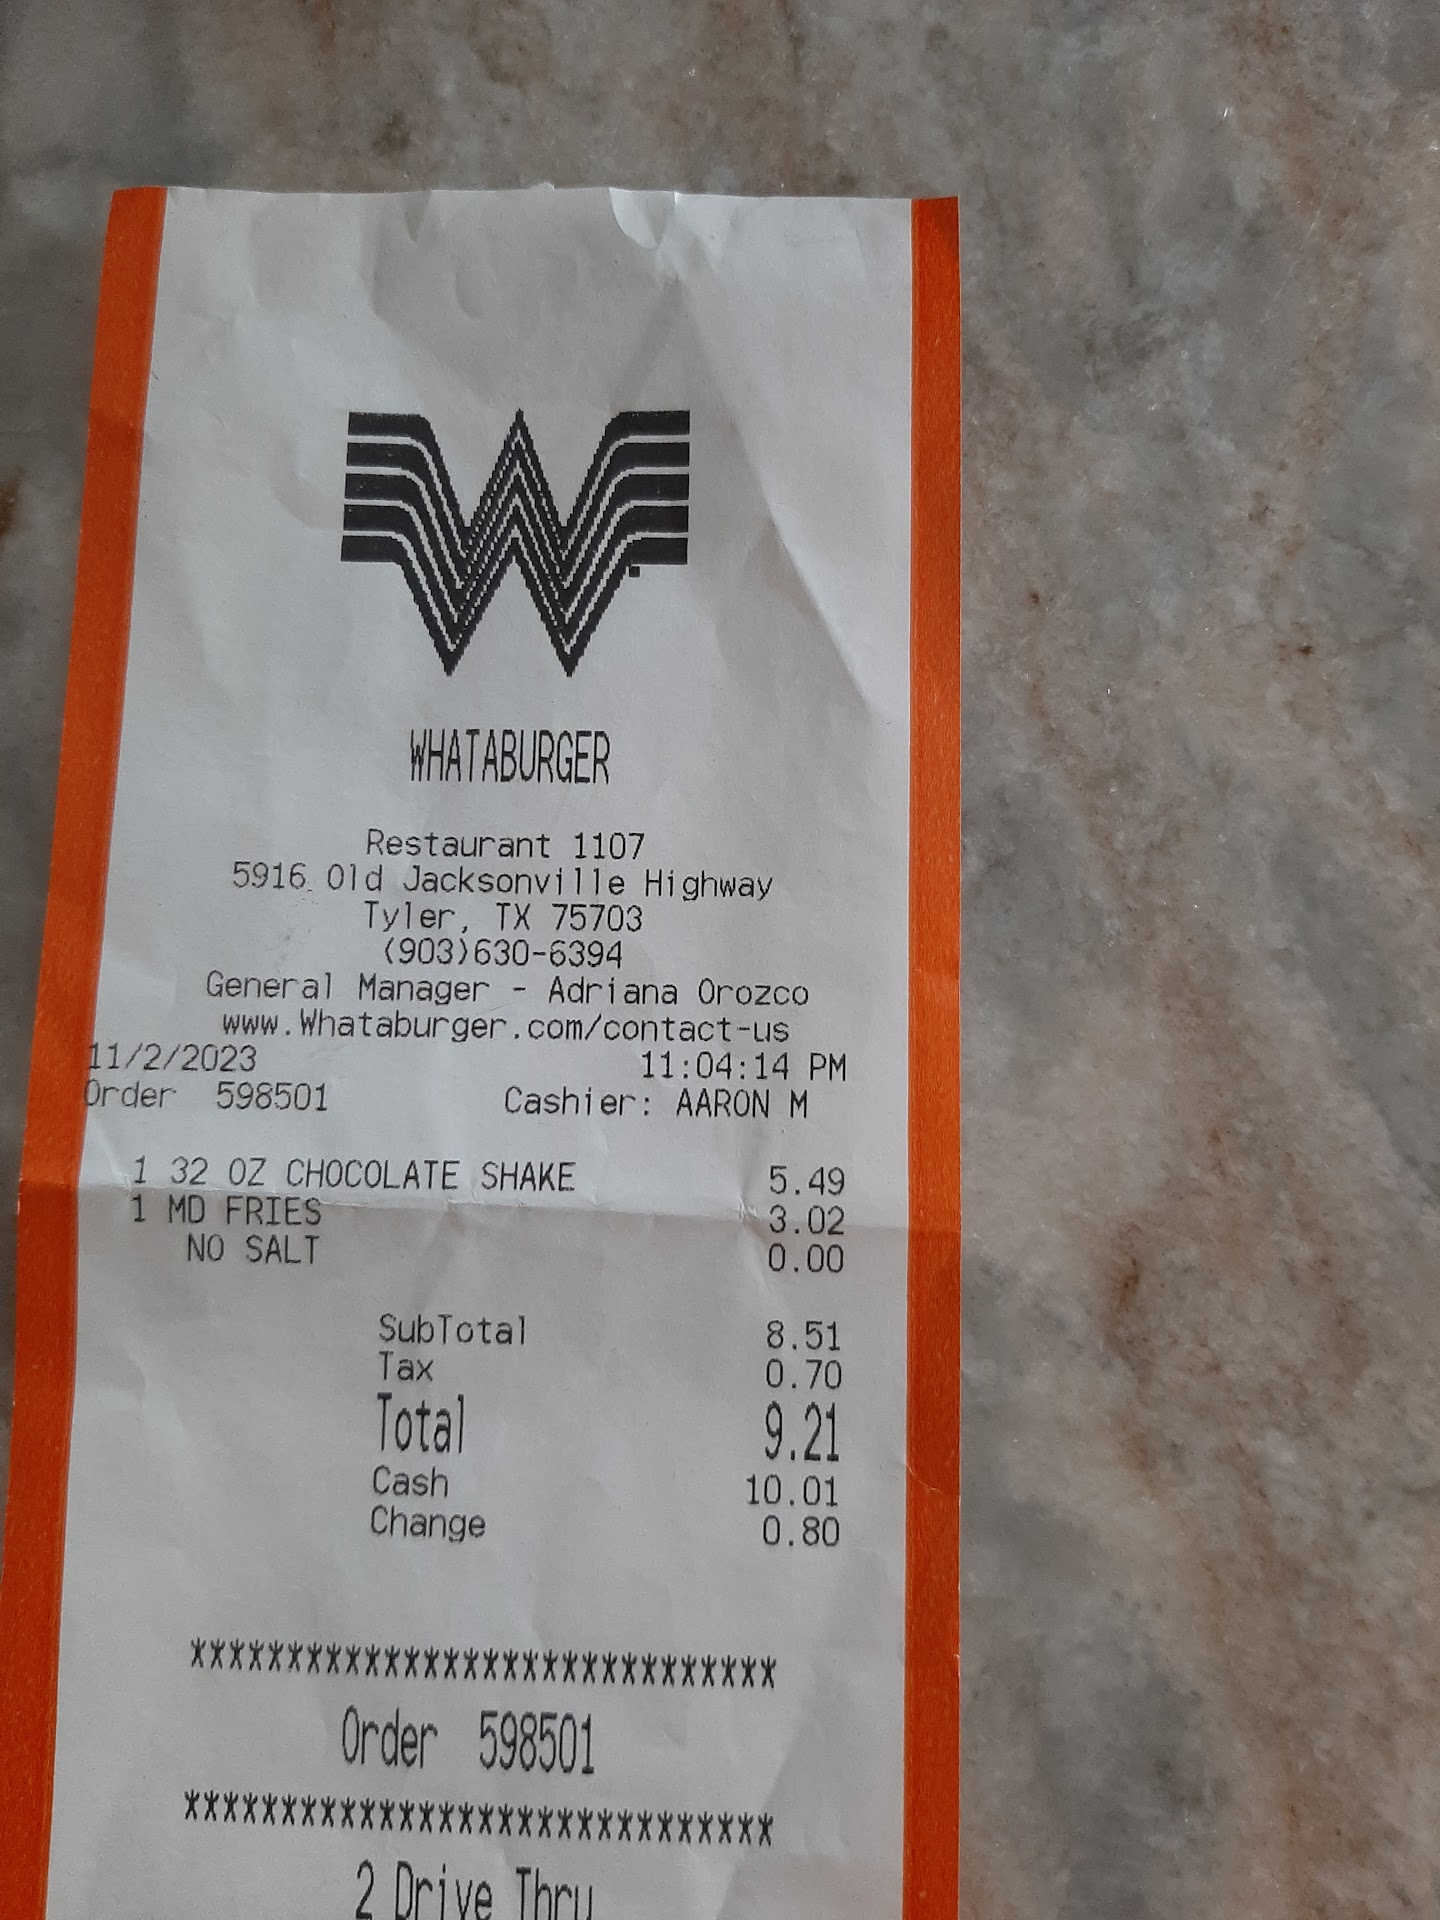 WHATABURGER
Restaurant 1107
5916 Old Jacksonville Highway
Tyler, TX 75703
(903)630-6394
General Manager - Adriana Orozco
www.Whataburger.com/contact-us
11/2/2023 11:04:14 PM
Order 598501 Cashier: AARON M
1 32 OZ CHOCOLATE SHAKE 5.49
1 MD FRIES 3.02
NO SALT 0.00
SubTotal 8.51
Tax 0.70
Total 9.21
Cash 10.01
Change 0.80
******************************
Order 598501
******************************
2 Drive Thru